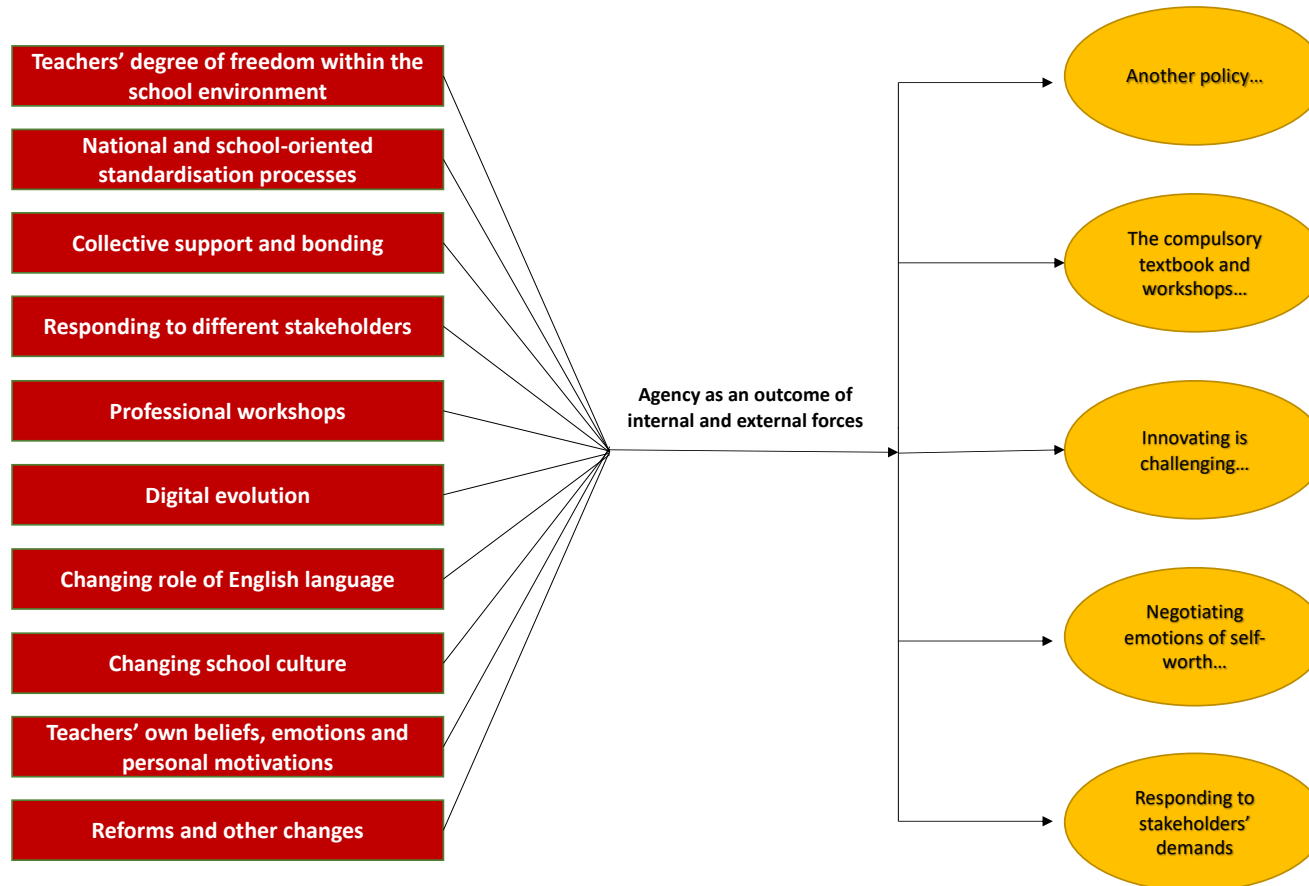 Teachers’ degree of freedom within the
school environment
National and school-oriented
standardisation processes
Collective support and bonding
Responding to different stakeholders
Professional workshops
Digital evolution
Changing role of English language
Changing school culture
Teachers’ own beliefs, emotions and
personal motivations
Reforms and other changes
Agency as an outcome of
internal and external forces
Another policy…
The compulsory
textbook and
workshops…
Innovating is
challenging…
Negotiating
emotions of self-
worth…
Responding to
stakeholders’
demands